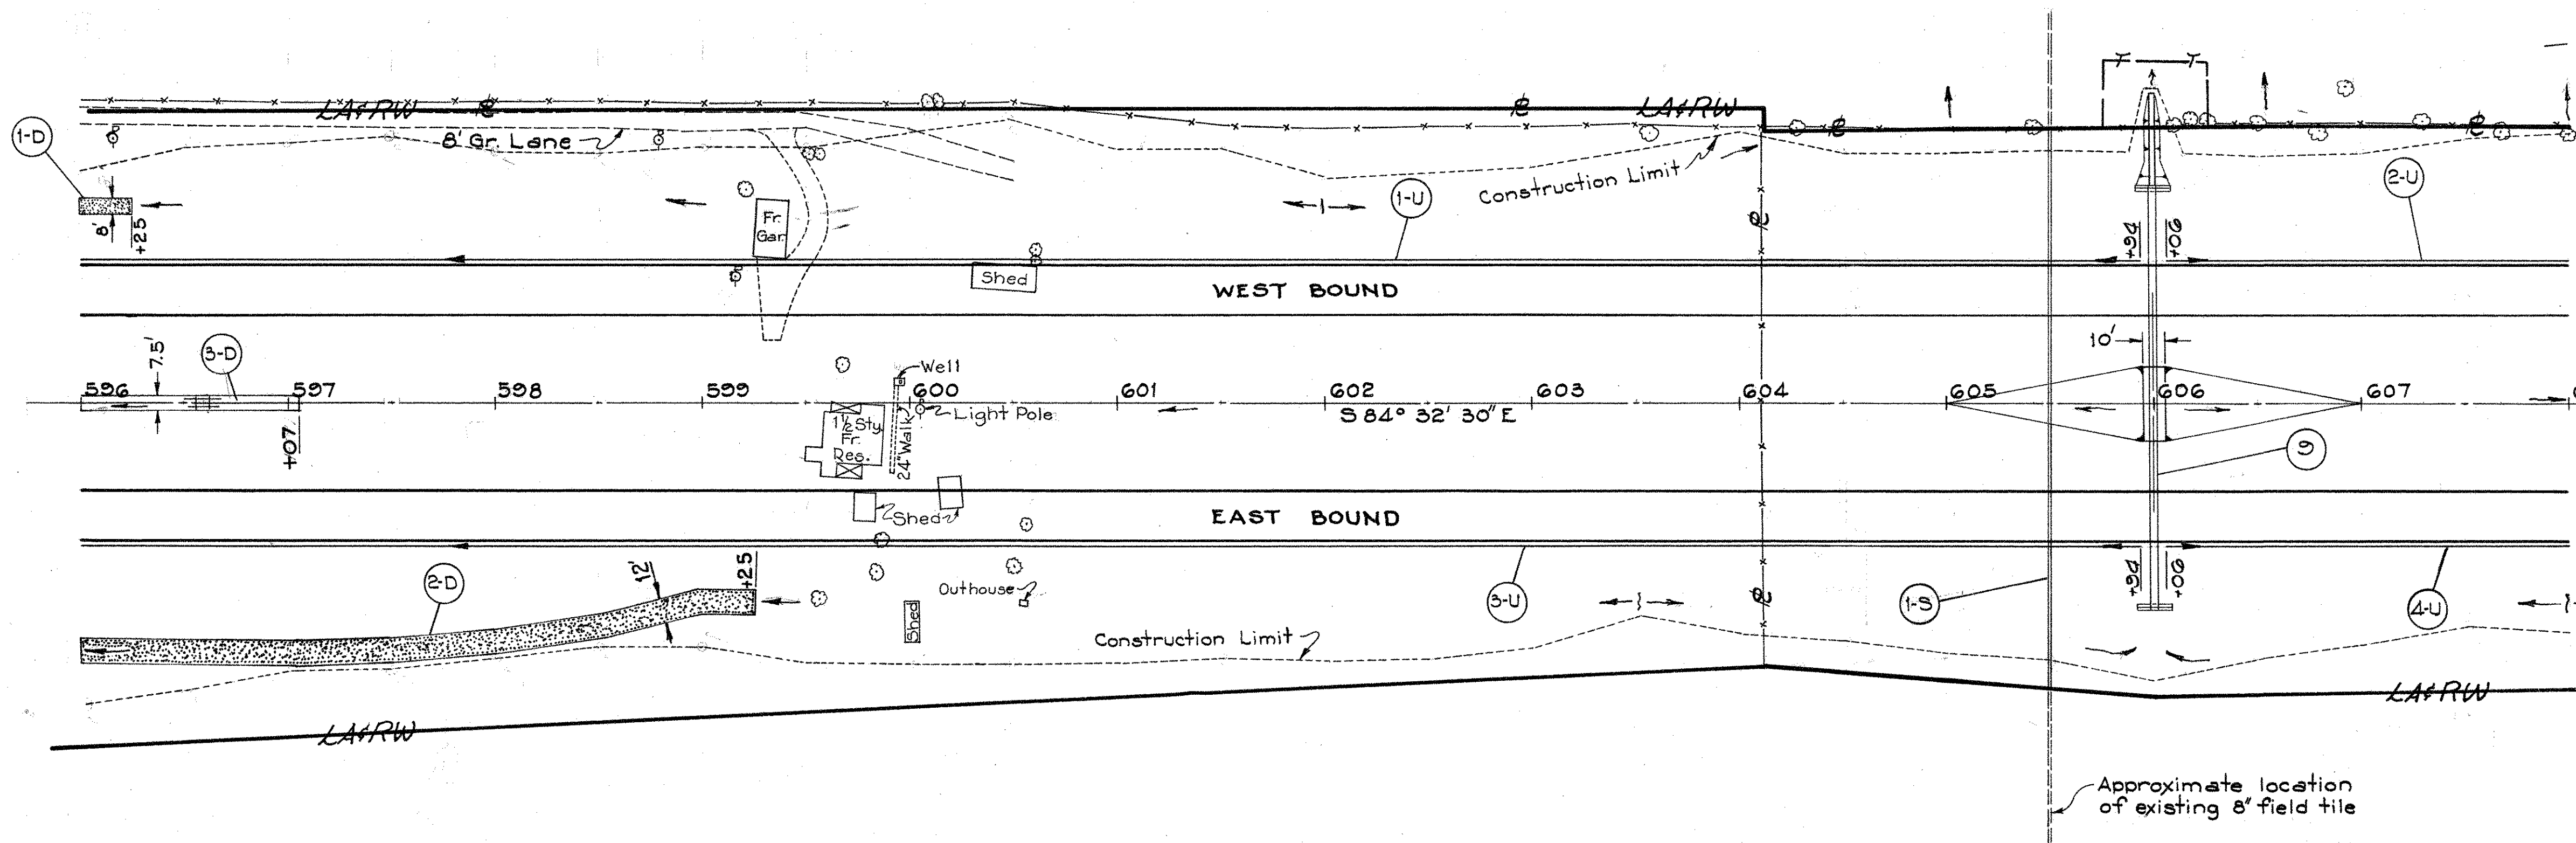 LA&RW
LA&RW
1-D
8' Gr. Lane
Construction Limit
1-U
2-U
8'
+25
Fr.
Gar.
+94
+06
Shed
WEST BOUND
7.5'
3-D
10'
Well
596
597
598
599
600
601
602
603
604
605
606
607
S 84° 32' 30" E
Light Pole
+07
1½ Sty.
Fr.
Res.
24" Walk
9
Shed
EAST BOUND
2-D
12'
+25
Outhouse
Shed
3-U
1-S
+94
+06
4-U
Construction Limit
LA&RW
LA&RW
Approximate location
of existing 8" field tile